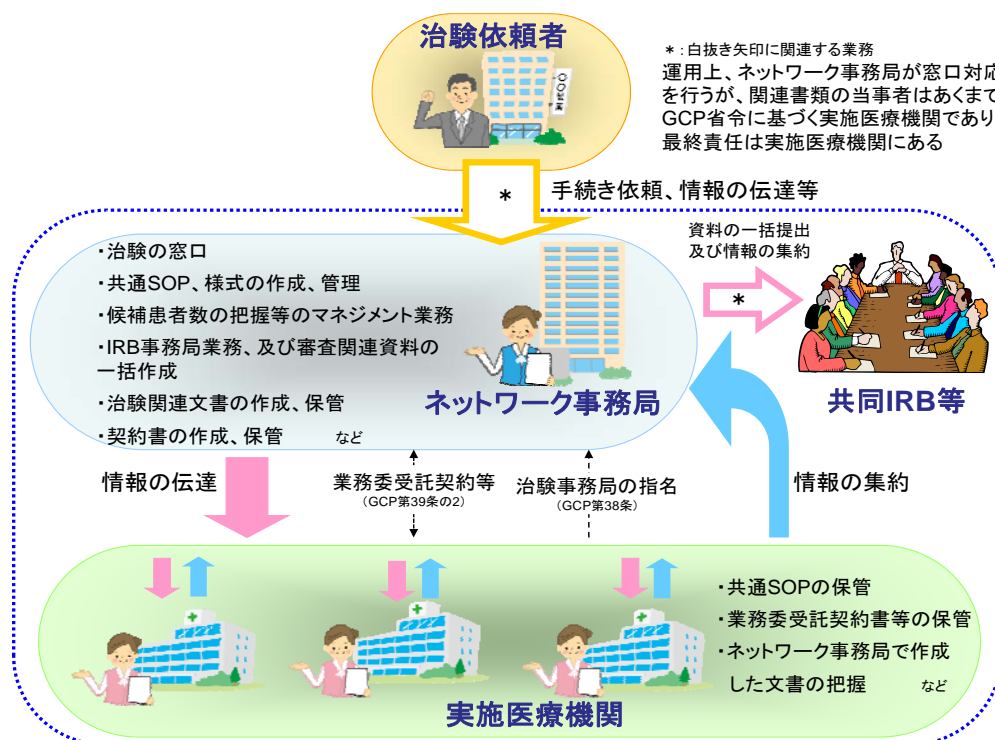 治験依頼者
*:白抜き矢印に関連する業務
運用上、ネットワーク事務局が窓口対応
を行うが、関連書類の当事者はあくまで
GCP省令に基づく実施医療機関であり
最終責任は実施医療機関にある
*
手続き依頼、情報の伝達等
・治験の窓口
・共通SOP、様式の作成、管理
・候補患者数の把握等のマネジメント業務
・IRB事務局業務、及び審査関連資料の
一括作成
・治験関連文書の作成、保管
・契約書の作成、保管 など
ネットワーク事務局
資料の一括提出
及び情報の集約
*
共同IRB等
情報の伝達
業務委受託契約等
(GCP第39条の2)
治験事務局の指名
(GCP第38条)
情報の集約
・共通SOPの保管
・業務委受託契約書等の保管
・ネットワーク事務局で作成
した文書の把握 など
実施医療機関